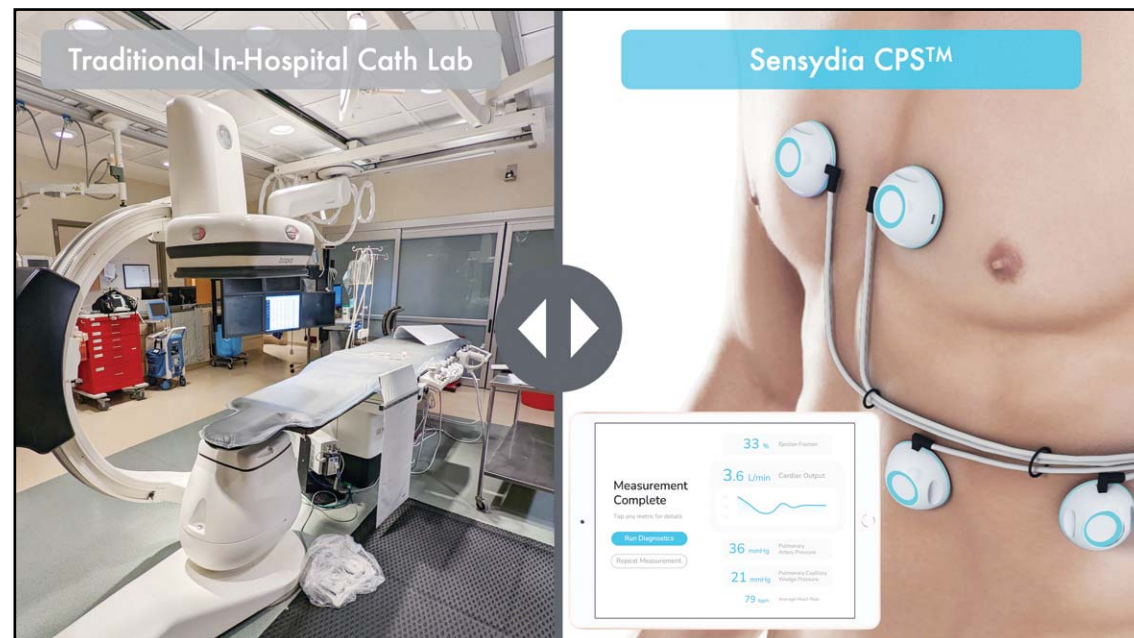 Traditional In-Hospital Cath Lab
Sensydia CPS™
Measurement
Complete
Tap any metric for details
Run Diagnostics
Repeat Measurement
33 %
Ejection Fraction
3.6 L/min
Cardiac Output
36 mmHg
Pulmonary
Artery Pressure
21 mmHg
Pulmonary Capillary
Wedge Pressure
79 bpm
Average Heart Rate